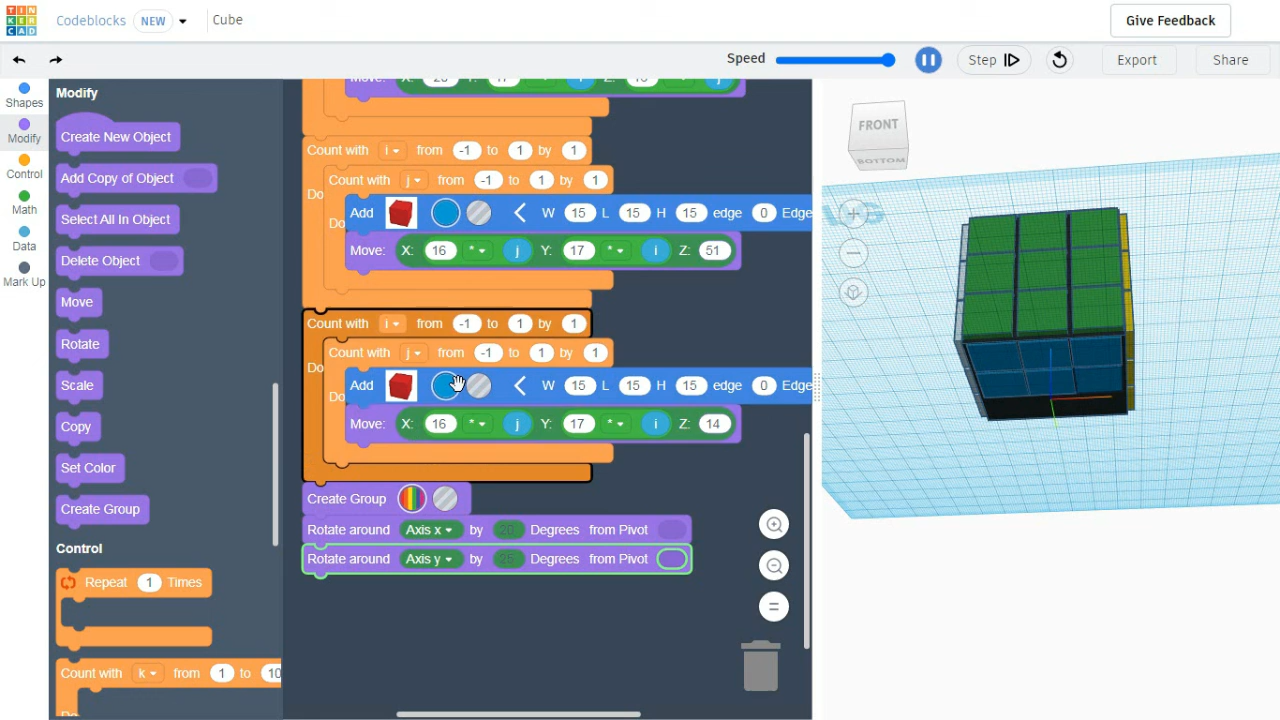 TIN
KER
CAD
Codeblocks NEW Cube Give Feedback
Speed Step Export Share
Shapes
Modify
Control
Math
Data
Mark Up
Modify
Create New Object
Add Copy of Object
Select All In Object
Delete Object
Move
Rotate
Scale
Copy
Set Color
Create Group
Control
Repeat 1 Times
Count with k from 1 to 10
Count with i from -1 to 1 by 1
Do
Count with j from -1 to 1 by 1
Do
Add W 15 L 15 H 15 edge 0 Edge
Move: X: 16 * j Y: 17 * i Z: 51
Count with i from -1 to 1 by 1
Do
Count with j from -1 to 1 by 1
Do
Add W 15 L 15 H 15 edge 0 Edge
Move: X: 16 * j Y: 17 * i Z: 14
Create Group
Rotate around Axis x by Degrees from Pivot
Rotate around Axis y by Degrees from Pivot
FRONT
BOTTOM